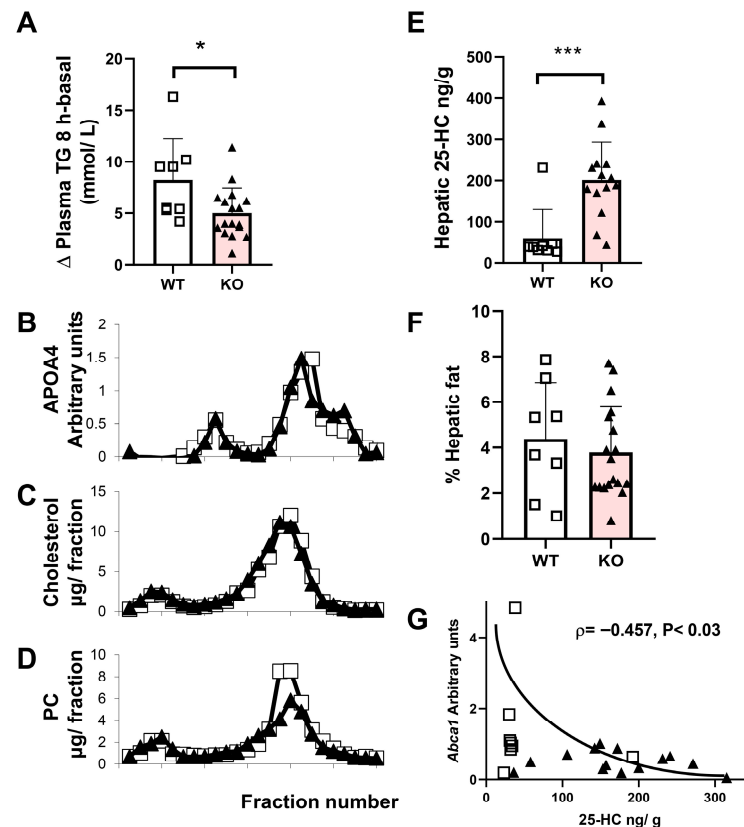 A
Δ Plasma TG 8 h-basal
(mmol/ L)
20
15
10
5
0
*
WT
KO
B
APOA4
Arbitrary units
2
1.5
1
0.5
0
C
Cholesterol
µg/ fraction
15
10
5
0
D
PC
µg/ fraction
10
8
6
4
2
0
Fraction number
E
Hepatic 25-HC ng/g
500
400
300
200
100
0
***
WT
KO
F
% Hepatic fat
10
8
6
4
2
0
WT
KO
G
Abca1 Arbitrary unts
4
2
0
ρ= −0.457, P< 0.03
0
100
200
300
25-HC ng/ g